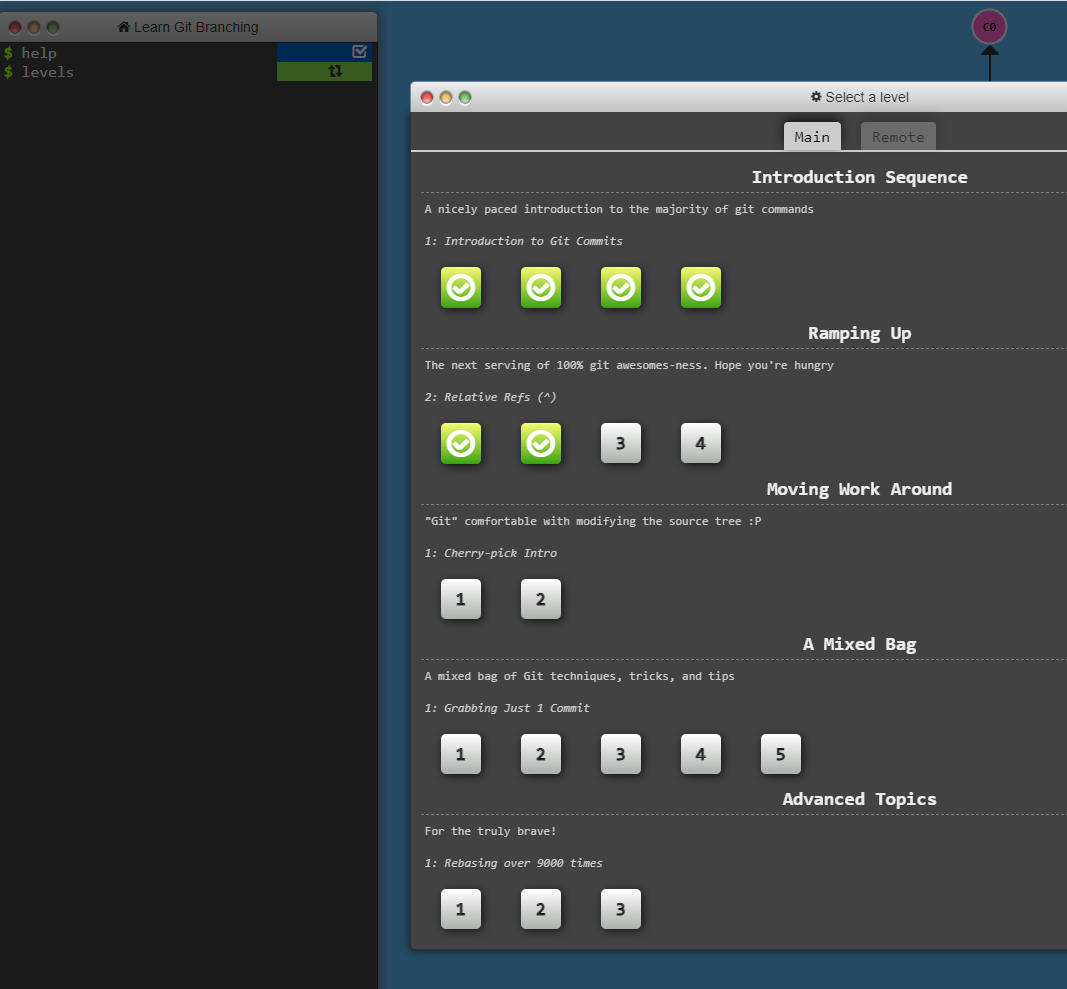 Learn Git Branching
$ help
$ levels
C0
Select a level
Main Remote
Introduction Sequence
A nicely paced introduction to the majority of git commands
1: Introduction to Git Commits
Ramping Up
The next serving of 100% git awesomes-ness. Hope you're hungry
2: Relative Refs (^)
3 4
Moving Work Around
"Git" comfortable with modifying the source tree :P
1: Cherry-pick Intro
1 2
A Mixed Bag
A mixed bag of Git techniques, tricks, and tips
1: Grabbing Just 1 Commit
1 2 3 4 5
Advanced Topics
For the truly brave!
1: Rebasing over 9000 times
1 2 3